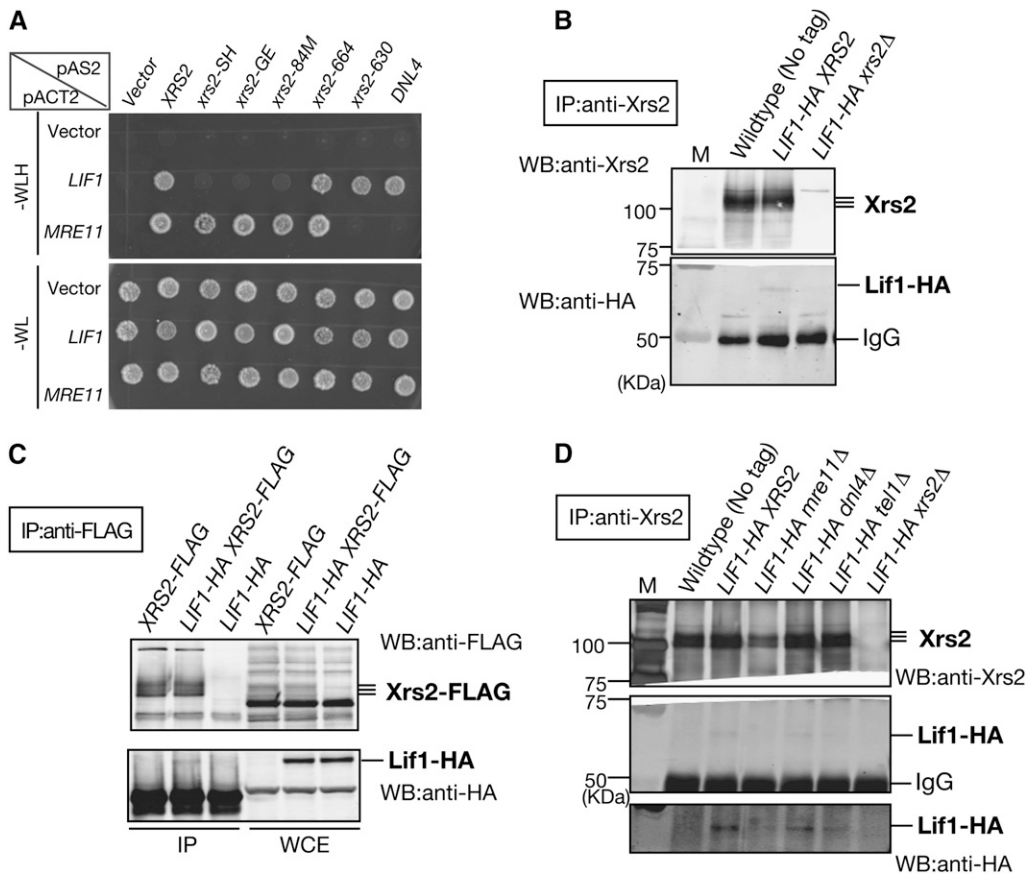 A
pAS2
pACT2
Vector
XRS2
xrs2-SH
xrs2-GE
xrs2-84M
xrs2-664
xrs2-630
DNL4
-WLH
Vector
LIF1
MRE11
-WL
Vector
LIF1
MRE11
B
IP:anti-Xrs2
M
Wildtype (No tag)
LIF1-HA XRS2
LIF1-HA xrs2Δ
WB:anti-Xrs2
100
75
Xrs2
WB:anti-HA
75
50
(KDa)
Lif1-HA
IgG
C
IP:anti-FLAG
XRS2-FLAG
LIF1-HA XRS2-FLAG
LIF1-HA
XRS2-FLAG
LIF1-HA XRS2-FLAG
LIF1-HA
WB:anti-FLAG
Xrs2-FLAG
Lif1-HA
WB:anti-HA
IP
WCE
D
IP:anti-Xrs2
M
Wildtype (No tag)
LIF1-HA XRS2
LIF1-HA mre11Δ
LIF1-HA dnl4Δ
LIF1-HA tel1Δ
LIF1-HA xrs2Δ
100
75
Xrs2
WB:anti-Xrs2
75
50
(KDa)
Lif1-HA
IgG
Lif1-HA
WB:anti-HA